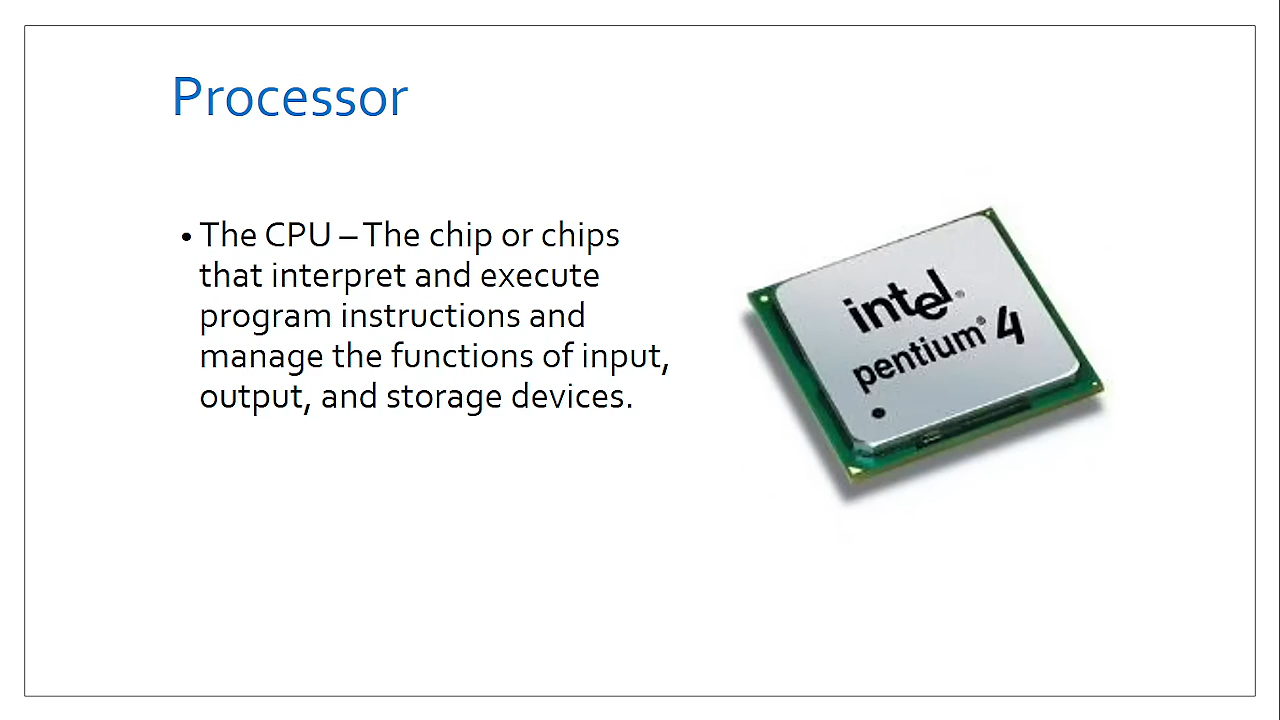 Processor
• The CPU – The chip or chips
that interpret and execute
program instructions and
manage the functions of input,
output, and storage devices.
intel®
pentium® 4